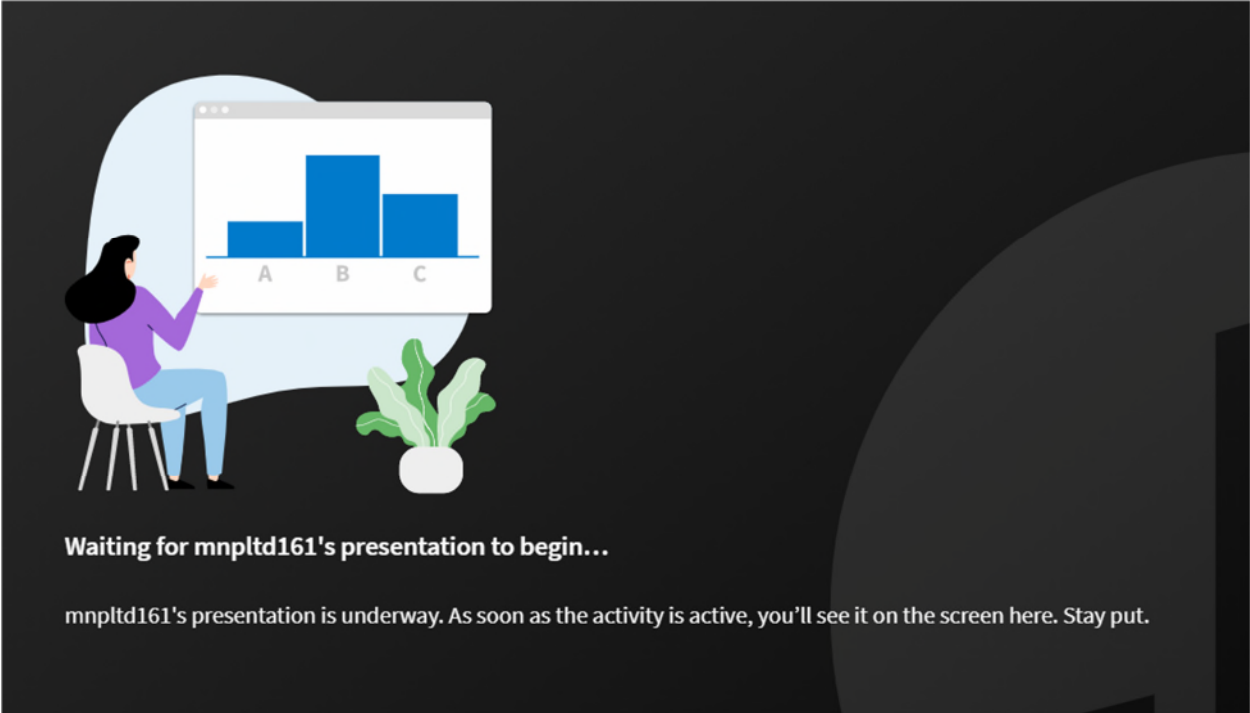 A B C
Waiting for mnpltd161's presentation to begin...
mnpltd161's presentation is underway. As soon as the activity is active, you’ll see it on the screen here. Stay put.